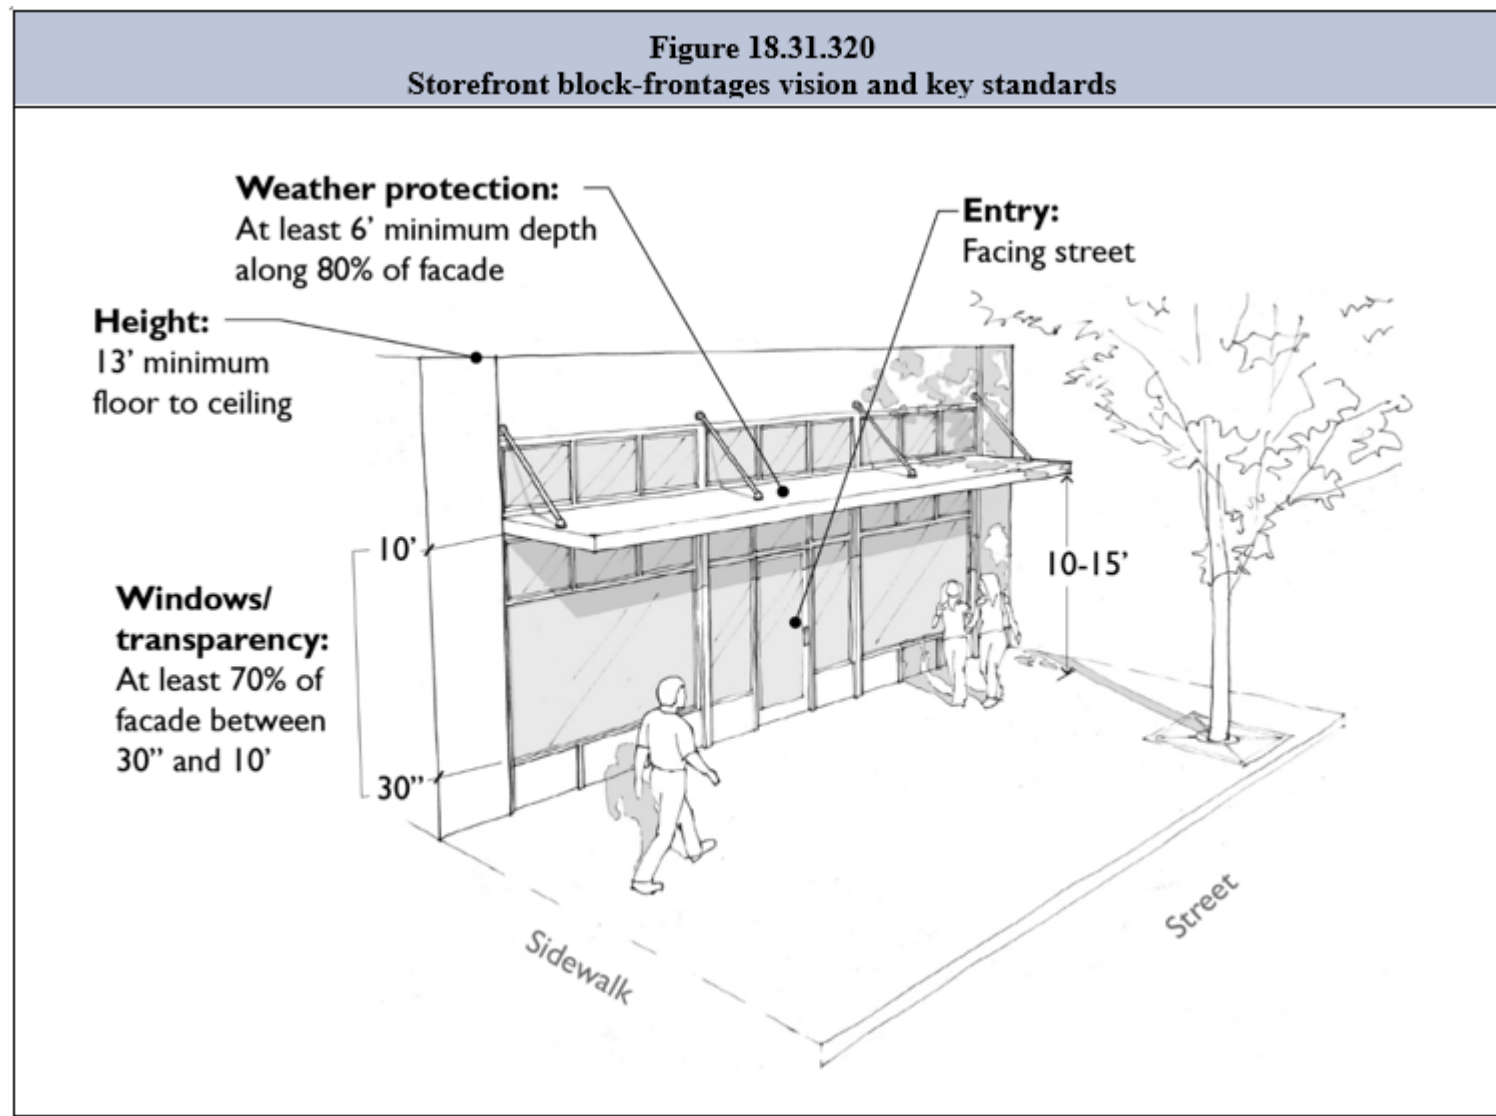 Figure 18.31.320
Storefront block-frontages vision and key standards
Weather protection:
At least 6’ minimum depth
along 80% of facade
Entry:
Facing street
Height:
13’ minimum
floor to ceiling
10’
10-15’
Windows/
transparency:
At least 70% of
facade between
30” and 10’
30”
Sidewalk
Street